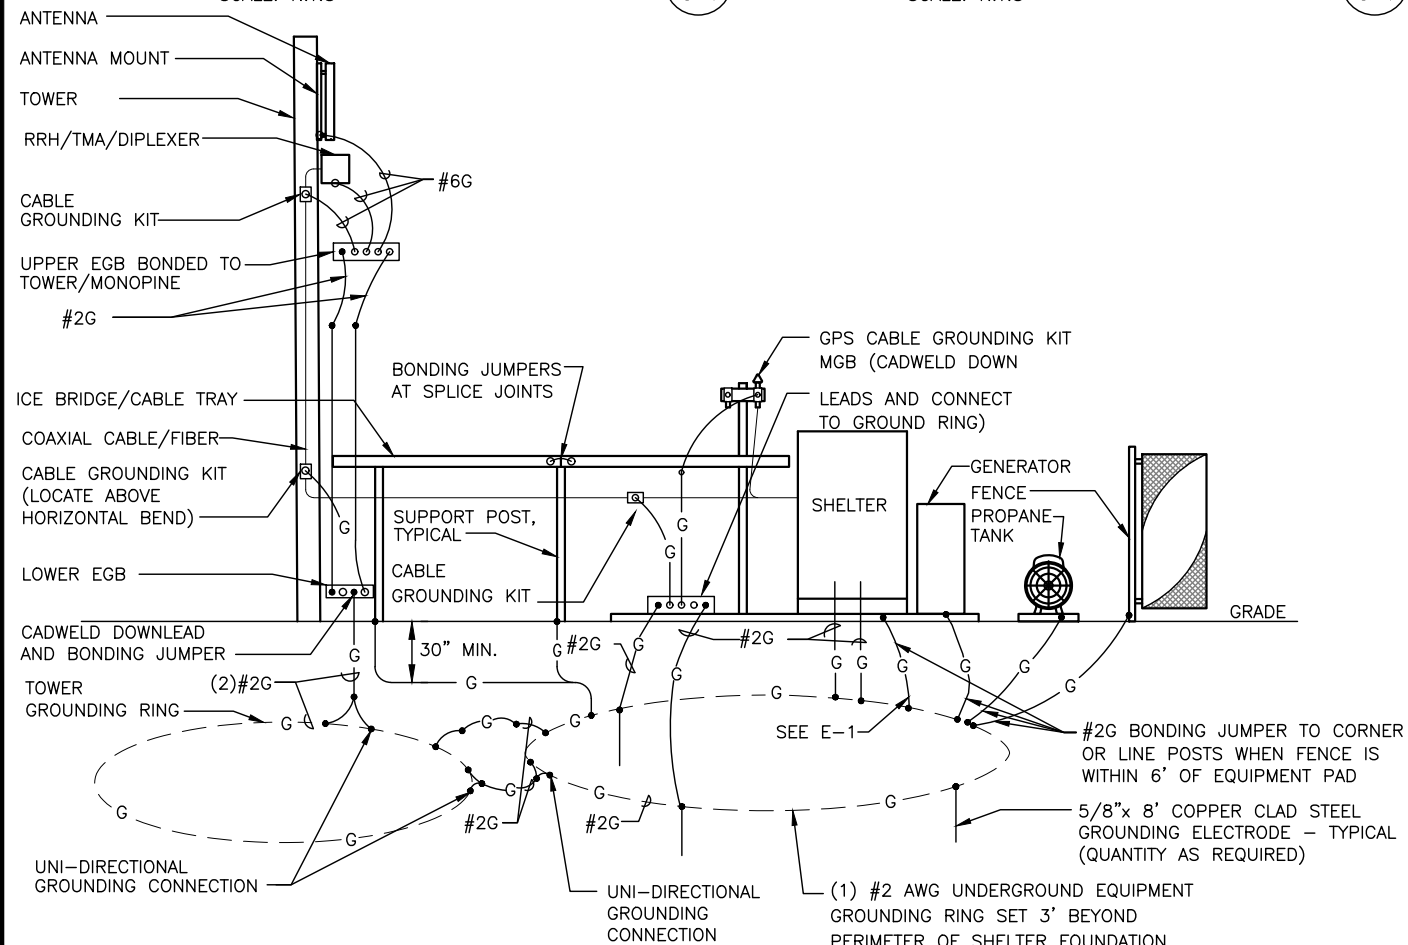 ANTENNA
ANTENNA MOUNT
TOWER
RRH/TMA/DIPLEXER
#6G
CABLE
GROUNDING KIT
UPPER EGB BONDED TO
TOWER/MONOPINE
#2G
GPS CABLE GROUNDING KIT
MGB (CADWELD DOWN
LEADS AND CONNECT
TO GROUND RING)
BONDING JUMPERS
AT SPLICE JOINTS
ICE BRIDGE/CABLE TRAY
COAXIAL CABLE/FIBER
CABLE GROUNDING KIT
(LOCATE ABOVE
HORIZONTAL BEND)
G
SUPPORT POST,
TYPICAL
G
G
SHELTER
GENERATOR
FENCE
PROPANE
TANK
LOWER EGB
CABLE
GROUNDING KIT
GRADE
CADWELD DOWNLEAD
AND BONDING JUMPER
30" MIN.
G
G
#2G
#2G
G
G
G
G
G
G
G
G
G
TOWER
GROUNDING RING
(2)#2G
G
G
G
G
G
SEE E-1
#2G BONDING JUMPER TO CORNER
OR LINE POSTS WHEN FENCE IS
WITHIN 6' OF EQUIPMENT PAD
G
G
G
G
G
#2G
#2G
5/8"x 8' COPPER CLAD STEEL
GROUNDING ELECTRODE – TYPICAL
(QUANTITY AS REQUIRED)
UNI-DIRECTIONAL
GROUNDING CONNECTION
UNI-DIRECTIONAL
GROUNDING
CONNECTION
(1) #2 AWG UNDERGROUND EQUIPMENT
GROUNDING RING SET 3' BEYOND
PERIMETER OF SHELTER FOUNDATION